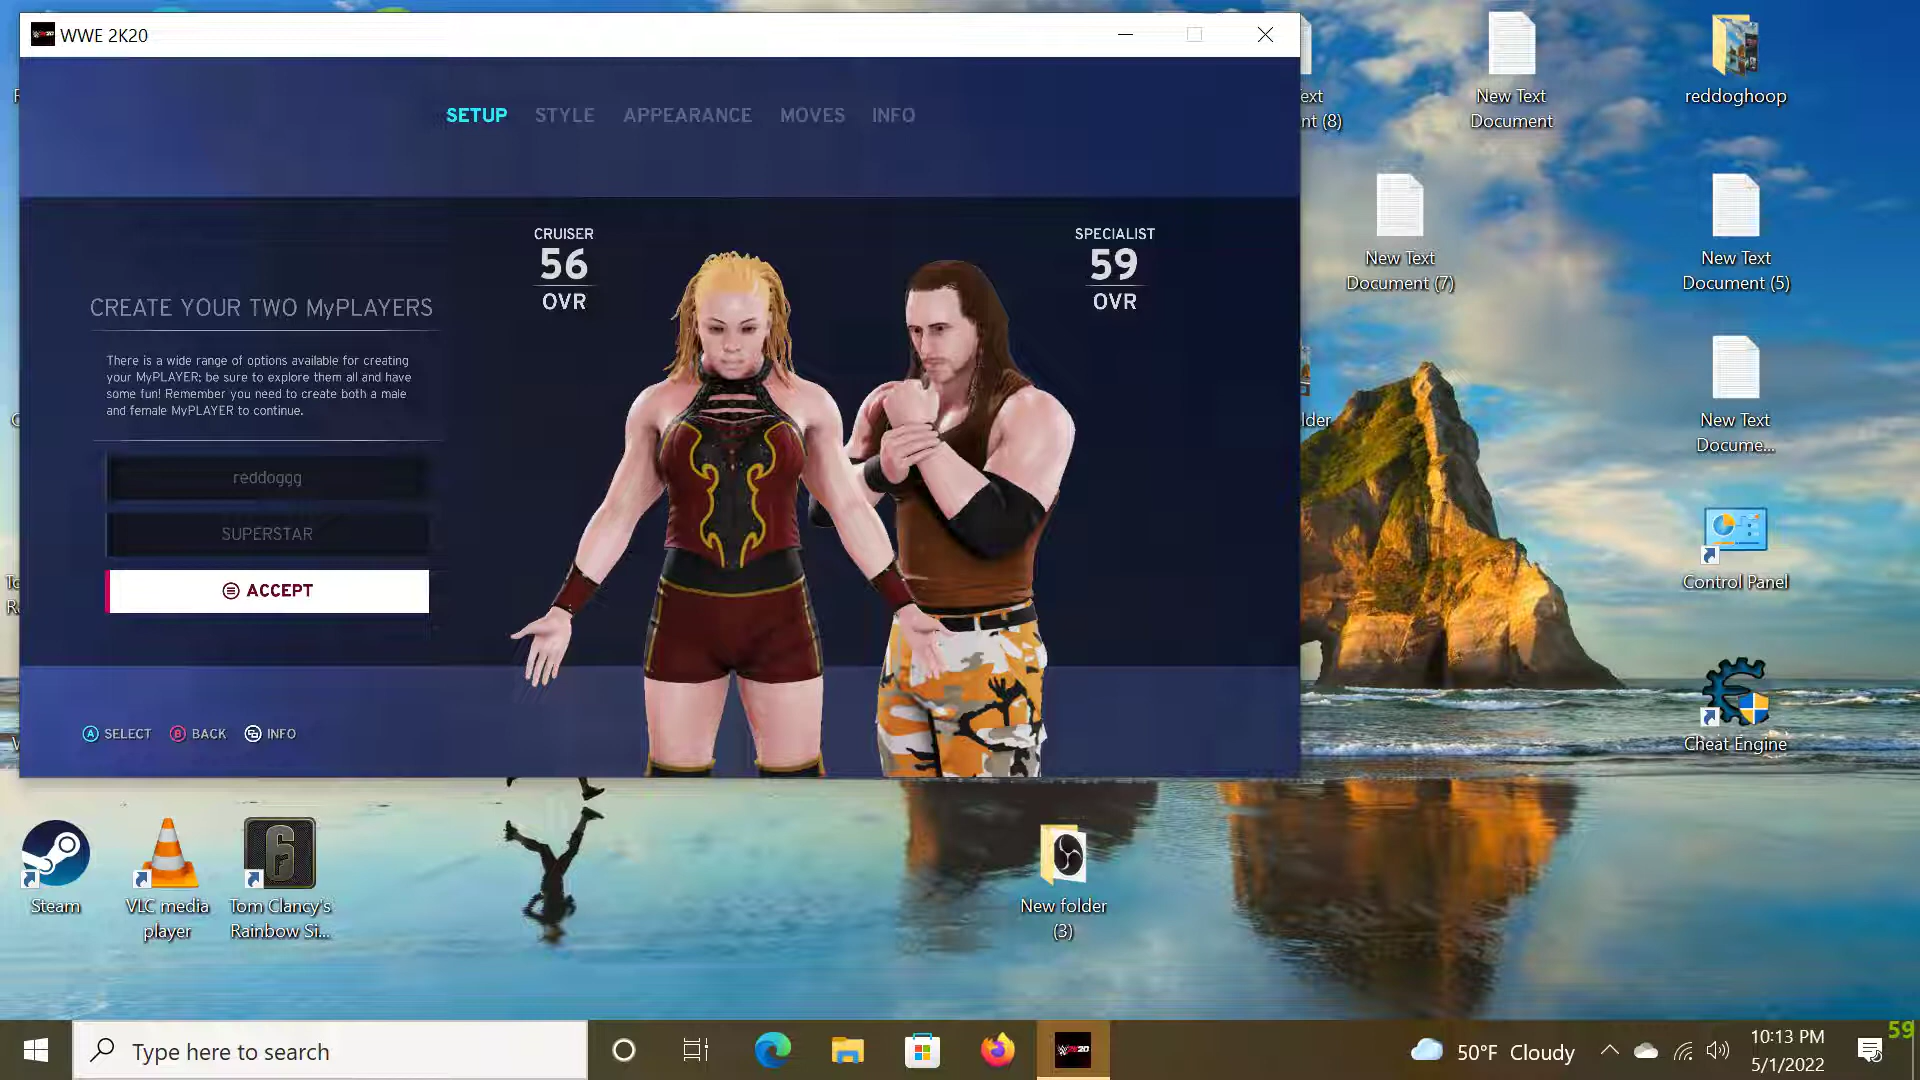 WWE 2K20
SETUP STYLE APPEARANCE MOVES INFO
CRUISER
56
OVR
SPECIALIST
59
OVR
CREATE YOUR TWO MyPLAYERS
There is a wide range of options available for creating
your MyPLAYER; be sure to explore them all and have
some fun! Remember you need to create both a male
and female MyPLAYER to continue.
reddoggg
SUPERSTAR
ACCEPT
A SELECT B BACK INFO
ext
nt (8)
New Text
Document
reddoghoop
New Text
Document (7)
New Text
Document (5)
lder
New Text
Docume...
Control Panel
Cheat Engine
Steam
VLC media
player
Tom Clancy's
Rainbow Si...
New folder
(3)
Type here to search
50°F Cloudy
10:13 PM
5/1/2022
59